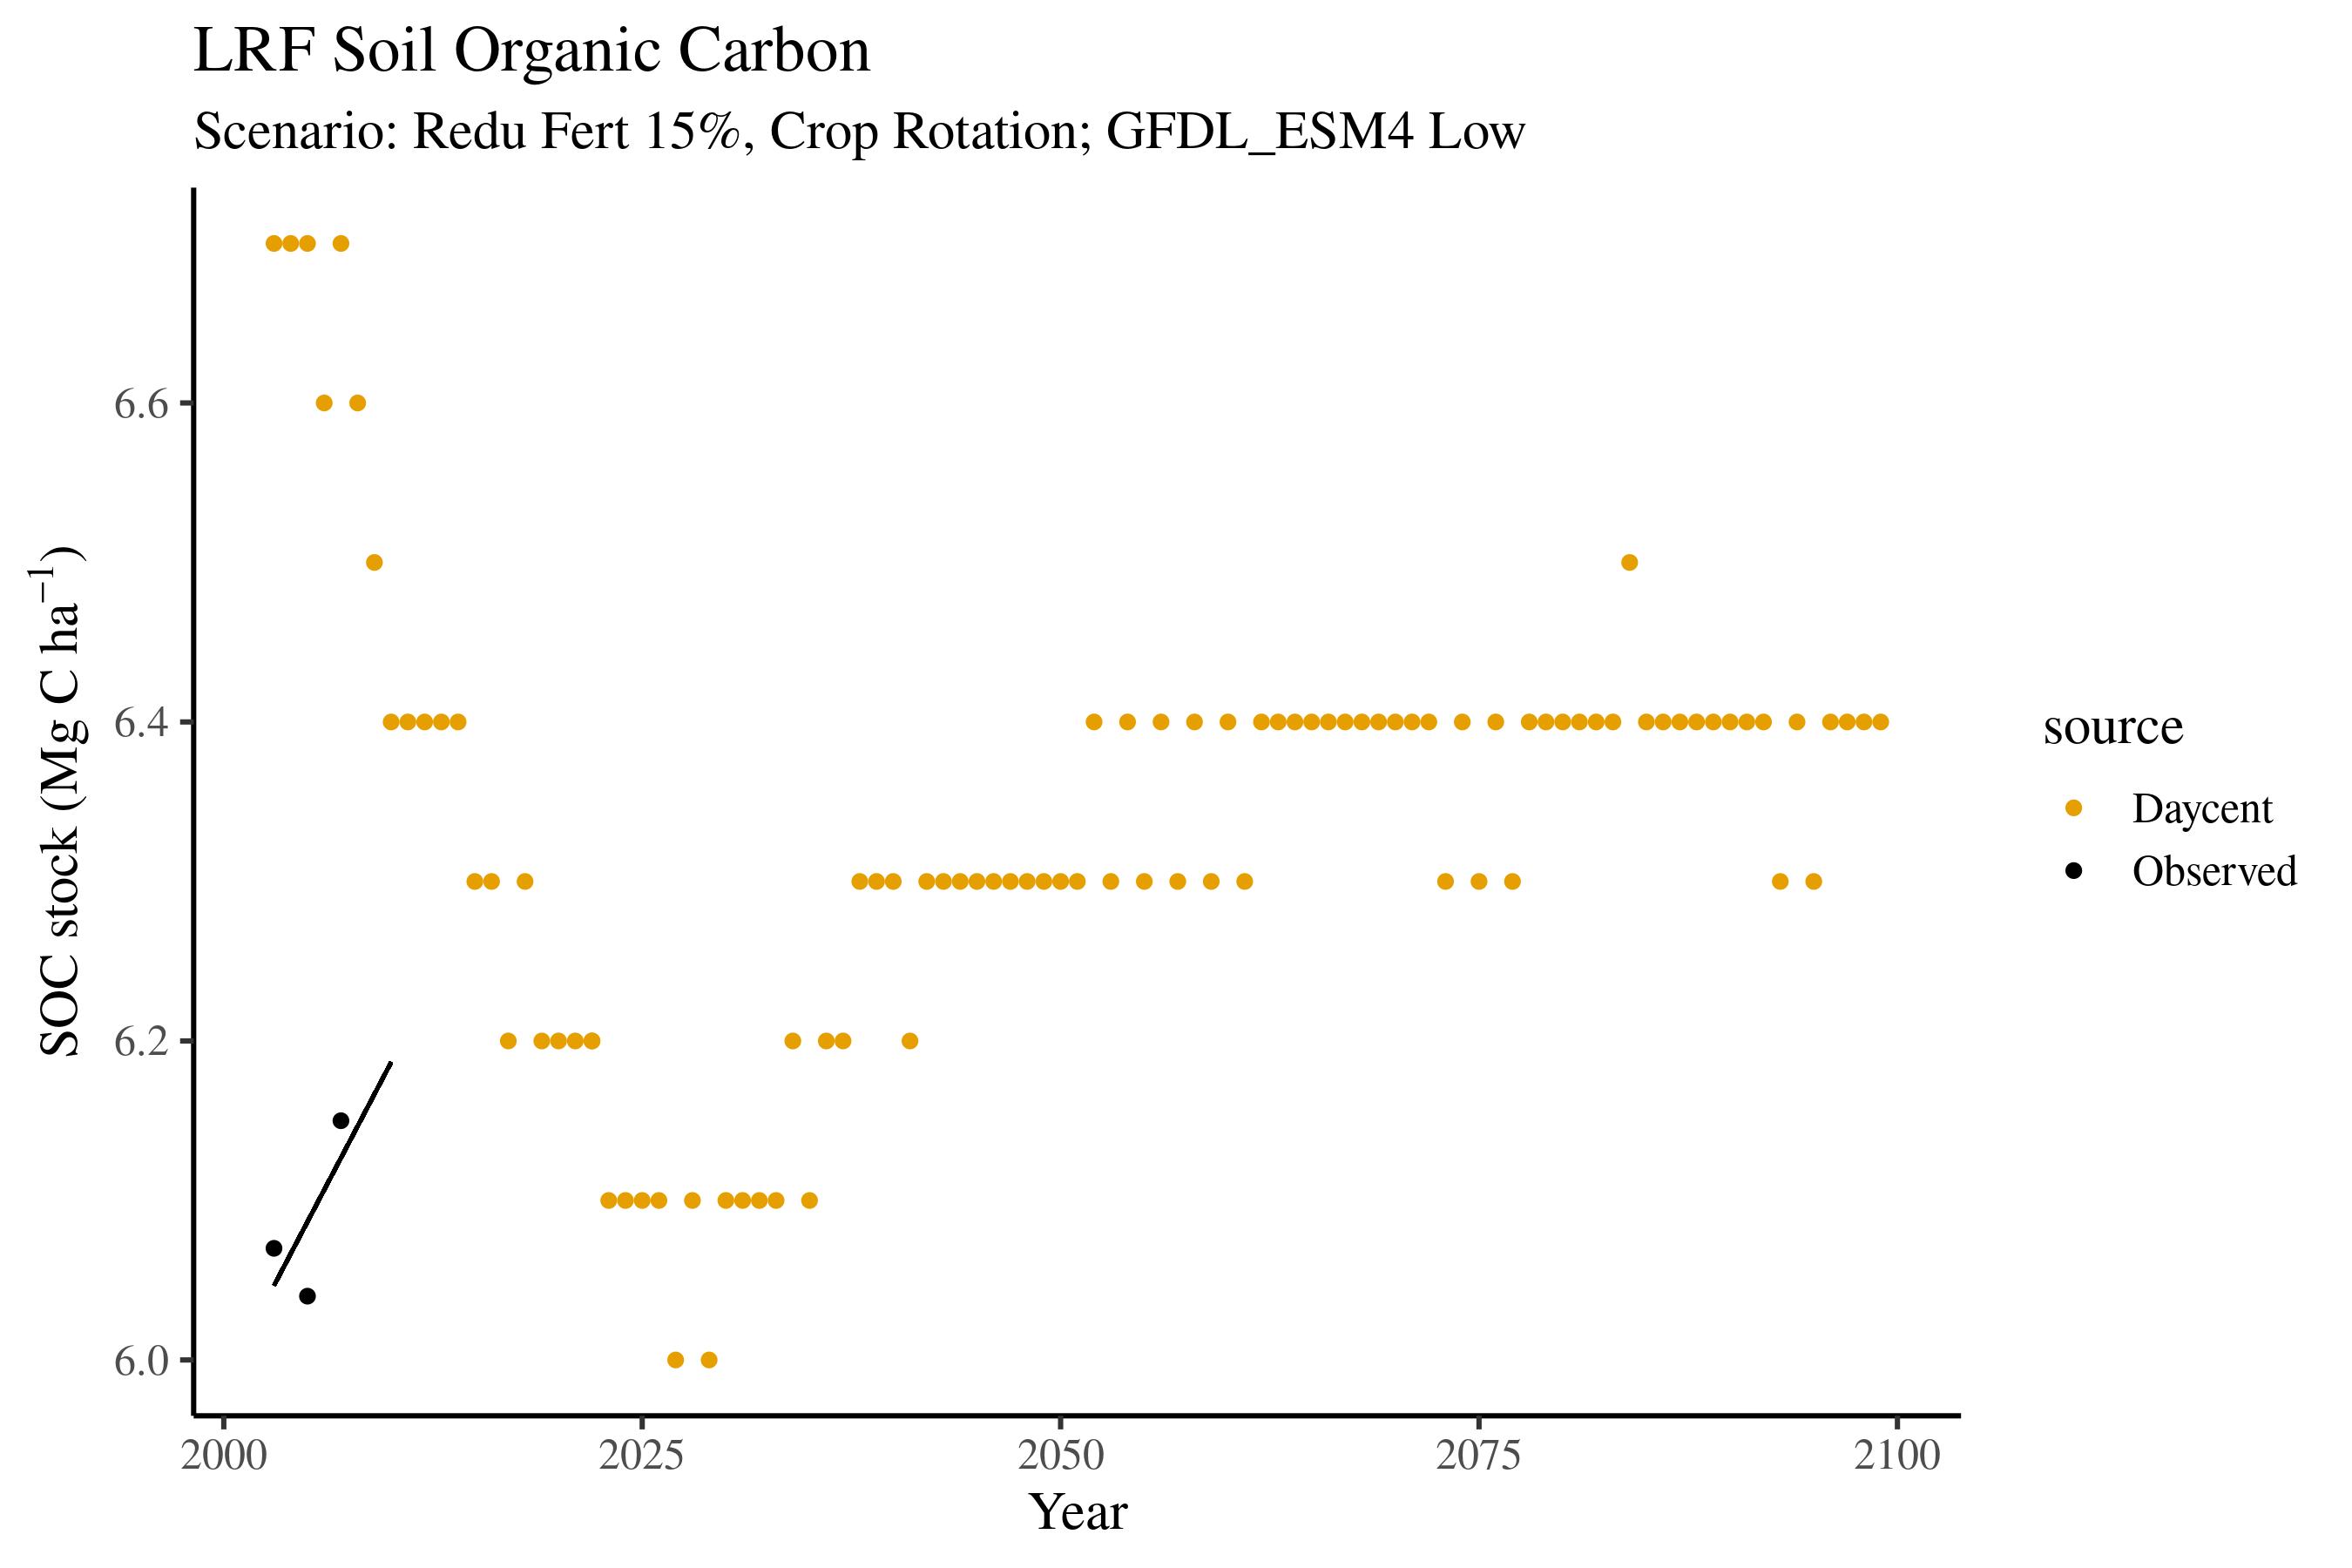 LRF Soil Organic Carbon
Scenario: Redu Fert 15%, Crop Rotation; GFDL_ESM4 Low
SOC stock (Mg C ha⁻¹)
6.6
6.4
6.2
6.0
2000 2025 2050 2075 2100
Year
source
Daycent
Observed